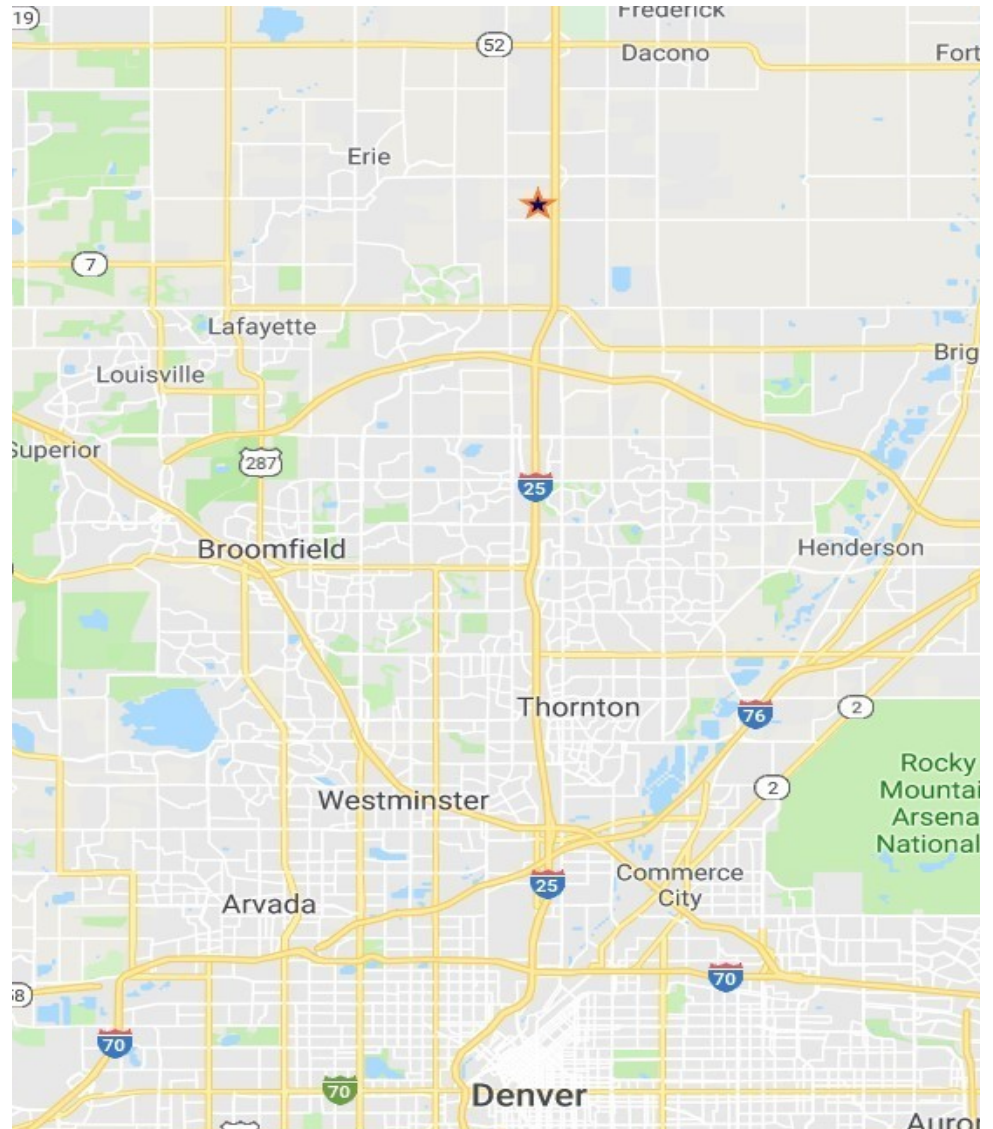 19
Frederick
52
Dacono
Fort
Erie
7
Lafayette
Brig
Louisville
Superior
287
25
Broomfield
Henderson
Thornton
76
2
Rocky
Mountai
Arsena
National
2
Westminster
Commerce
City
25
Arvada
70
70
70
Denver
Auror